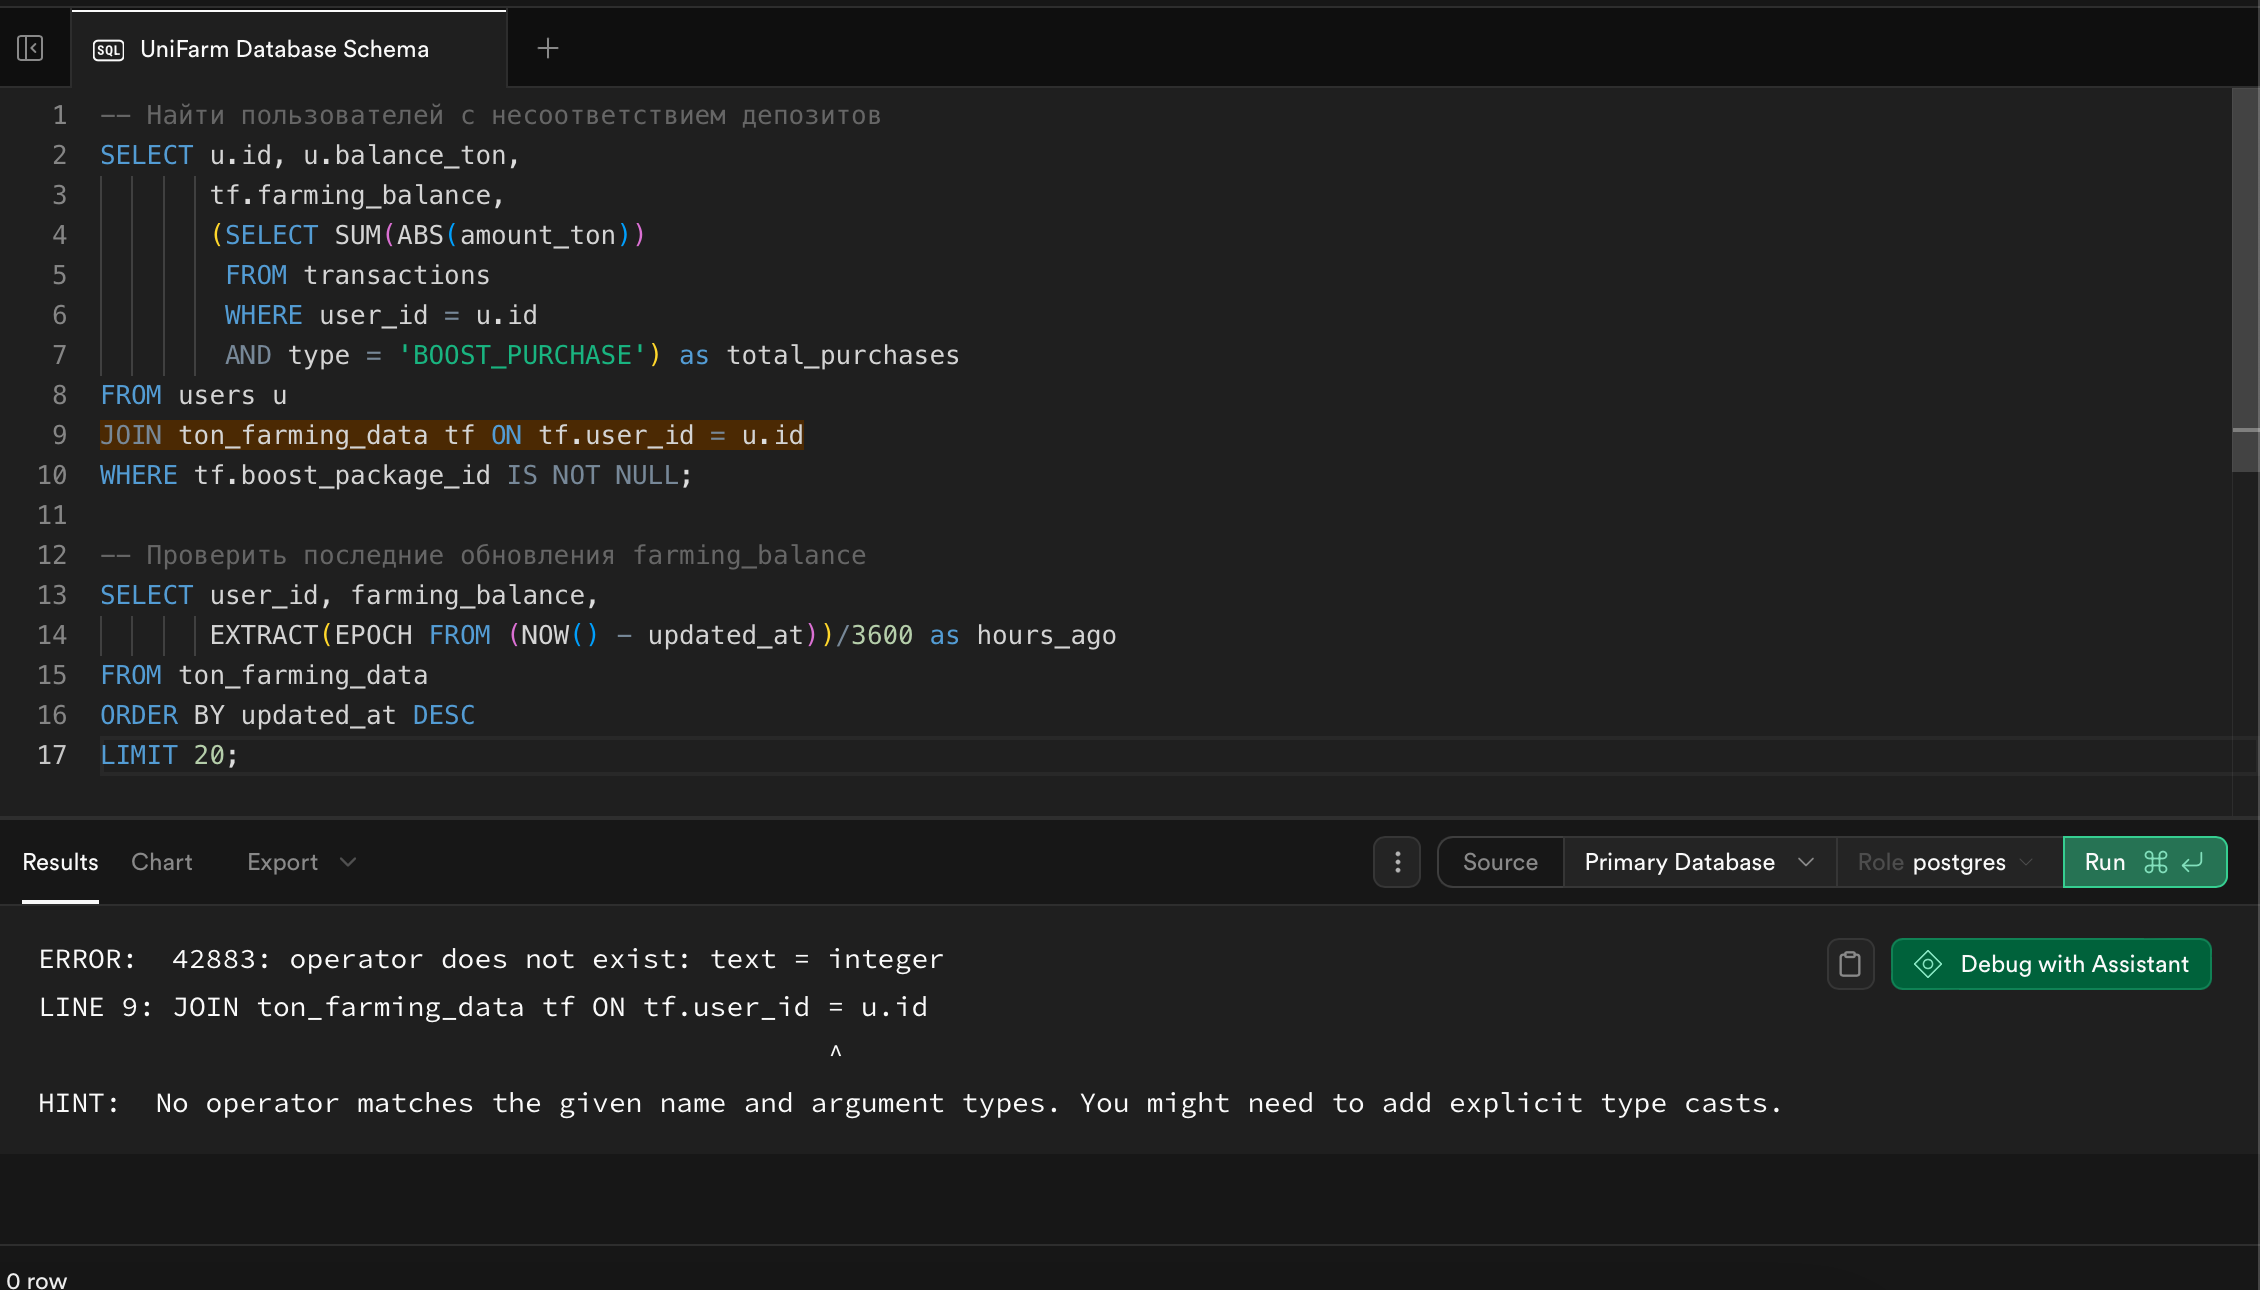 SQL UniFarm Database Schema
1 -- Найти пользователей с несоответствием депозитов
2 SELECT u.id, u.balance_ton,
3 tf.farming_balance,
4 (SELECT SUM(ABS(amount_ton))
5 FROM transactions
6 WHERE user_id = u.id
7 AND type = 'BOOST_PURCHASE') as total_purchases
8 FROM users u
9 JOIN ton_farming_data tf ON tf.user_id = u.id
10 WHERE tf.boost_package_id IS NOT NULL;
11
12 -- Проверить последние обновления farming_balance
13 SELECT user_id, farming_balance,
14 EXTRACT(EPOCH FROM (NOW() - updated_at))/3600 as hours_ago
15 FROM ton_farming_data
16 ORDER BY updated_at DESC
17 LIMIT 20;
Results Chart Export Source Primary Database Role postgres Run ⌘ ↵
ERROR:  42883: operator does not exist: text = integer
Debug with Assistant
LINE 9: JOIN ton_farming_data tf ON tf.user_id = u.id
^
HINT:  No operator matches the given name and argument types. You might need to add explicit type casts.
0 row